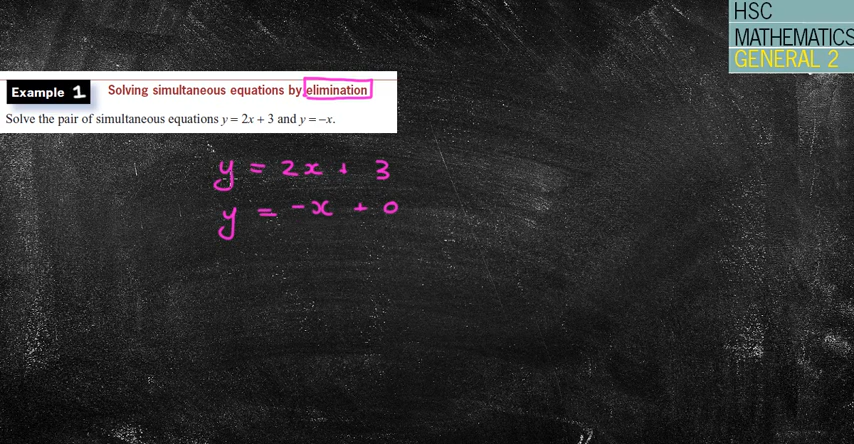 HSC
MATHEMATICS
GENERAL 2
Example 1 Solving simultaneous equations by elimination
Solve the pair of simultaneous equations y = 2x + 3 and y = −x.
y = 2x + 3
y = -x + 0